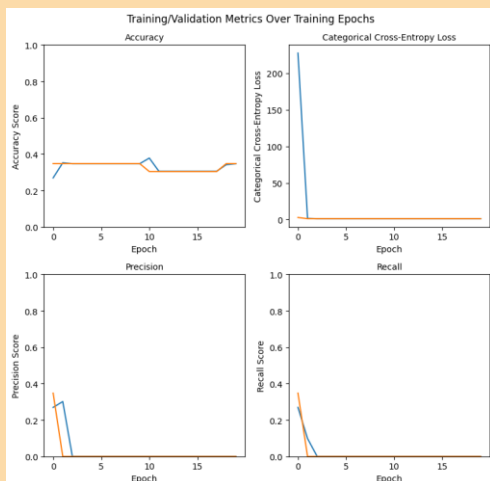 Training/Validation Metrics Over Training Epochs
Accuracy
Accuracy Score
1.0
0.8
0.6
0.4
0.2
0.0
0 5 10 15
Epoch
Categorical Cross-Entropy Loss
Categorical Cross-Entropy Loss
200
150
100
50
0
0 5 10 15
Epoch
Precision
Precision Score
1.0
0.8
0.6
0.4
0.2
0.0
0 5 10 15
Epoch
Recall
Recall Score
1.0
0.8
0.6
0.4
0.2
0.0
0 5 10 15
Epoch